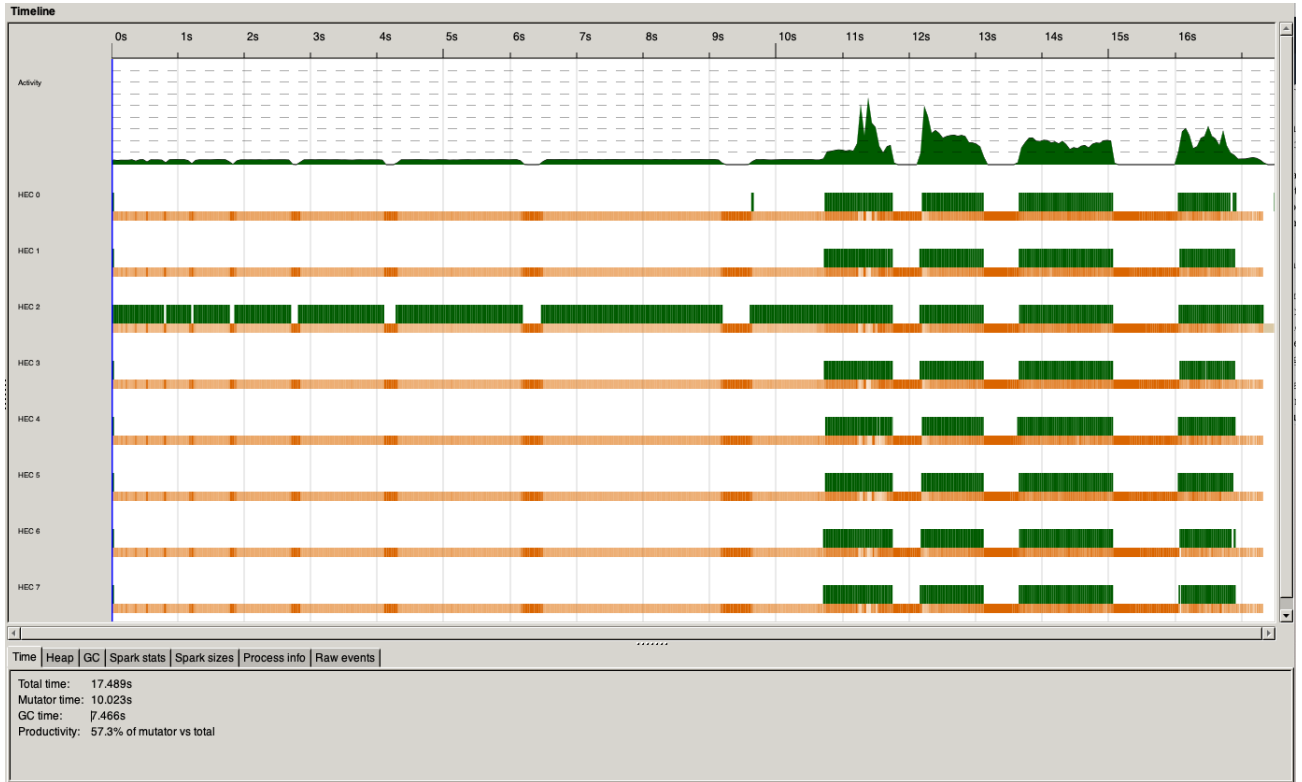 Timeline
0s 1s 2s 3s 4s 5s 6s 7s 8s 9s 10s 11s 12s 13s 14s 15s 16s
Activity
HEC 0
HEC 1
HEC 2
HEC 3
HEC 4
HEC 5
HEC 6
HEC 7
Time Heap GC Spark stats Spark sizes Process info Raw events
Total time: 17.489s
Mutator time: 10.023s
GC time: 7.466s
Productivity: 57.3% of mutator vs total